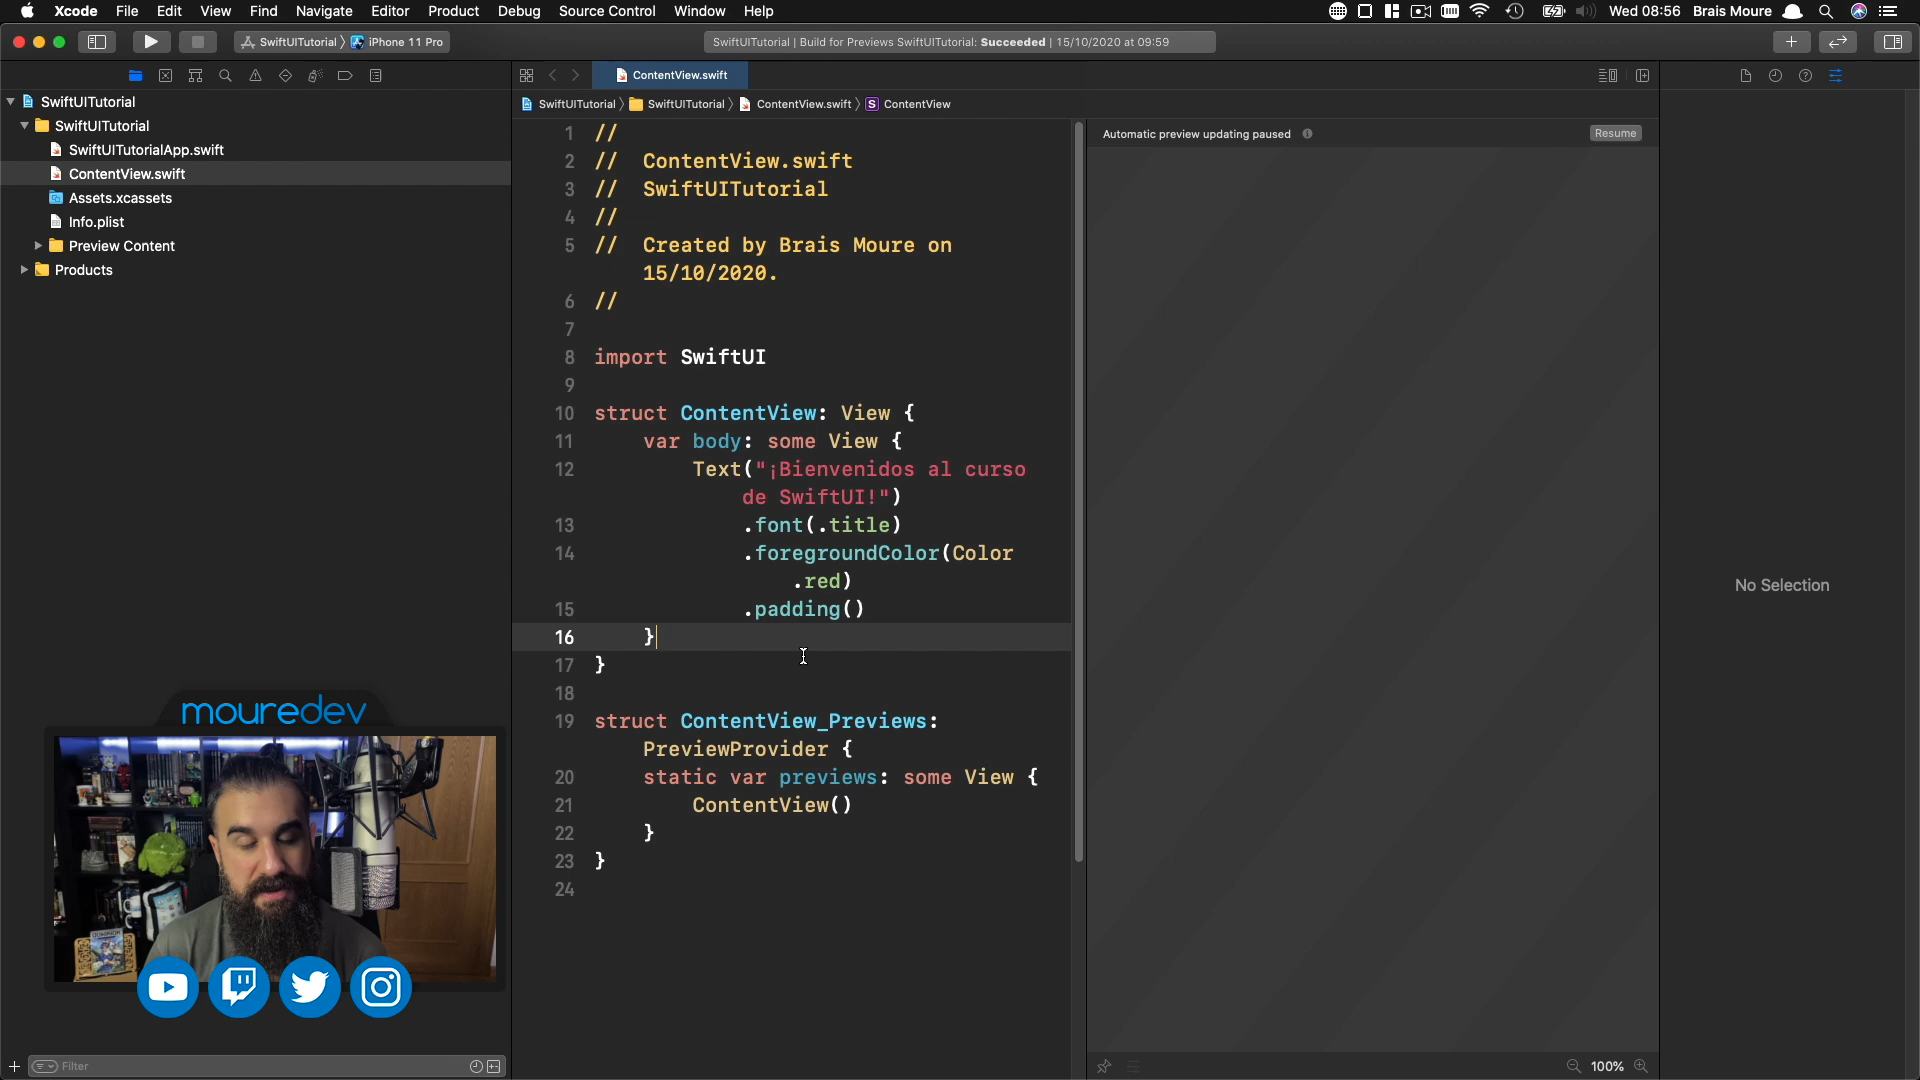 Xcode File Edit View Find Navigate Editor Product Debug Source Control Window Help Wed 08:56 Brais Moure
SwiftUITutorial iPhone 11 Pro
SwiftUITutorial | Build for Previews SwiftUITutorial: Succeeded | 15/10/2020 at 09:59
ContentView.swift
SwiftUITutorial SwiftUITutorial ContentView.swift S ContentView
SwiftUITutorial
SwiftUITutorial
SwiftUITutorialApp.swift
ContentView.swift
Assets.xcassets
Info.plist
Preview Content
Products
1 //
2 // ContentView.swift
3 // SwiftUITutorial
4 //
5 // Created by Brais Moure on
15/10/2020.
6 //
7
8 import SwiftUI
9
10 struct ContentView: View {
11 var body: some View {
12 Text("¡Bienvenidos al curso
de SwiftUI!")
13 .font(.title)
14 .foregroundColor(Color
.red)
15 .padding()
16 }
17 }
18
19 struct ContentView_Previews:
PreviewProvider {
20 static var previews: some View {
21 ContentView()
22 }
23 }
24
Automatic preview updating paused
Resume
No Selection
mouredev
Filter
100%